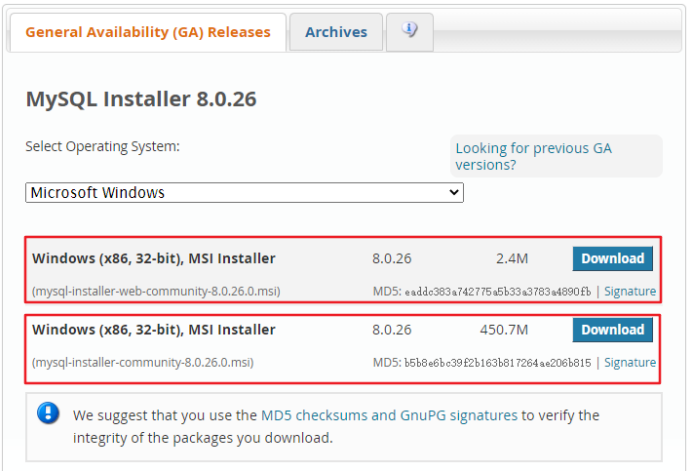 General Availability (GA) Releases Archives
MySQL Installer 8.0.26
Select Operating System:
Looking for previous GA
versions?
Microsoft Windows
Windows (x86, 32-bit), MSI Installer 8.0.26 2.4M Download
(mysql-installer-web-community-8.0.26.0.msi) MD5: eaddc383a742775a5b33a3783a4890fb | Signature
Windows (x86, 32-bit), MSI Installer 8.0.26 450.7M Download
(mysql-installer-community-8.0.26.0.msi) MD5: b5b8e6bc39f2b163b817264ae206b815 | Signature
We suggest that you use the MD5 checksums and GnuPG signatures to verify the
integrity of the packages you download.